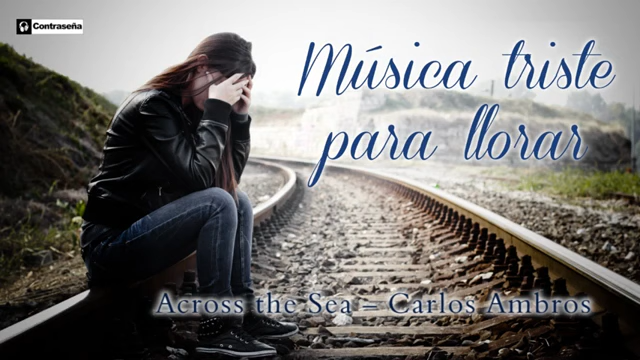 Contraseña
Música triste
para llorar
Across the Sea – Carlos Ambros